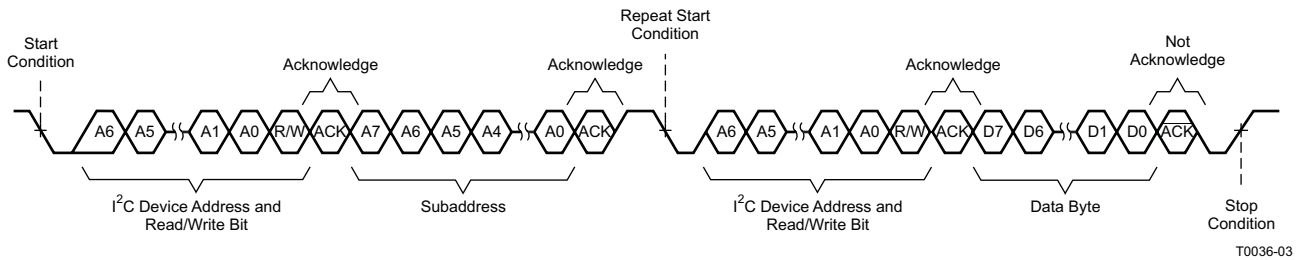 Repeat Start
Condition
Start
Condition
Not
Acknowledge
Acknowledge
Acknowledge
Acknowledge
A6 A5 A1 A0 R/W ACK A7 A6 A5 A4 A0 ACK A6 A5 A1 A0 R/W ACK D7 D6 D1 D0 ACK
I²C Device Address and
Read/Write Bit
Subaddress
I²C Device Address and
Read/Write Bit
Data Byte
Stop
Condition
T0036-03